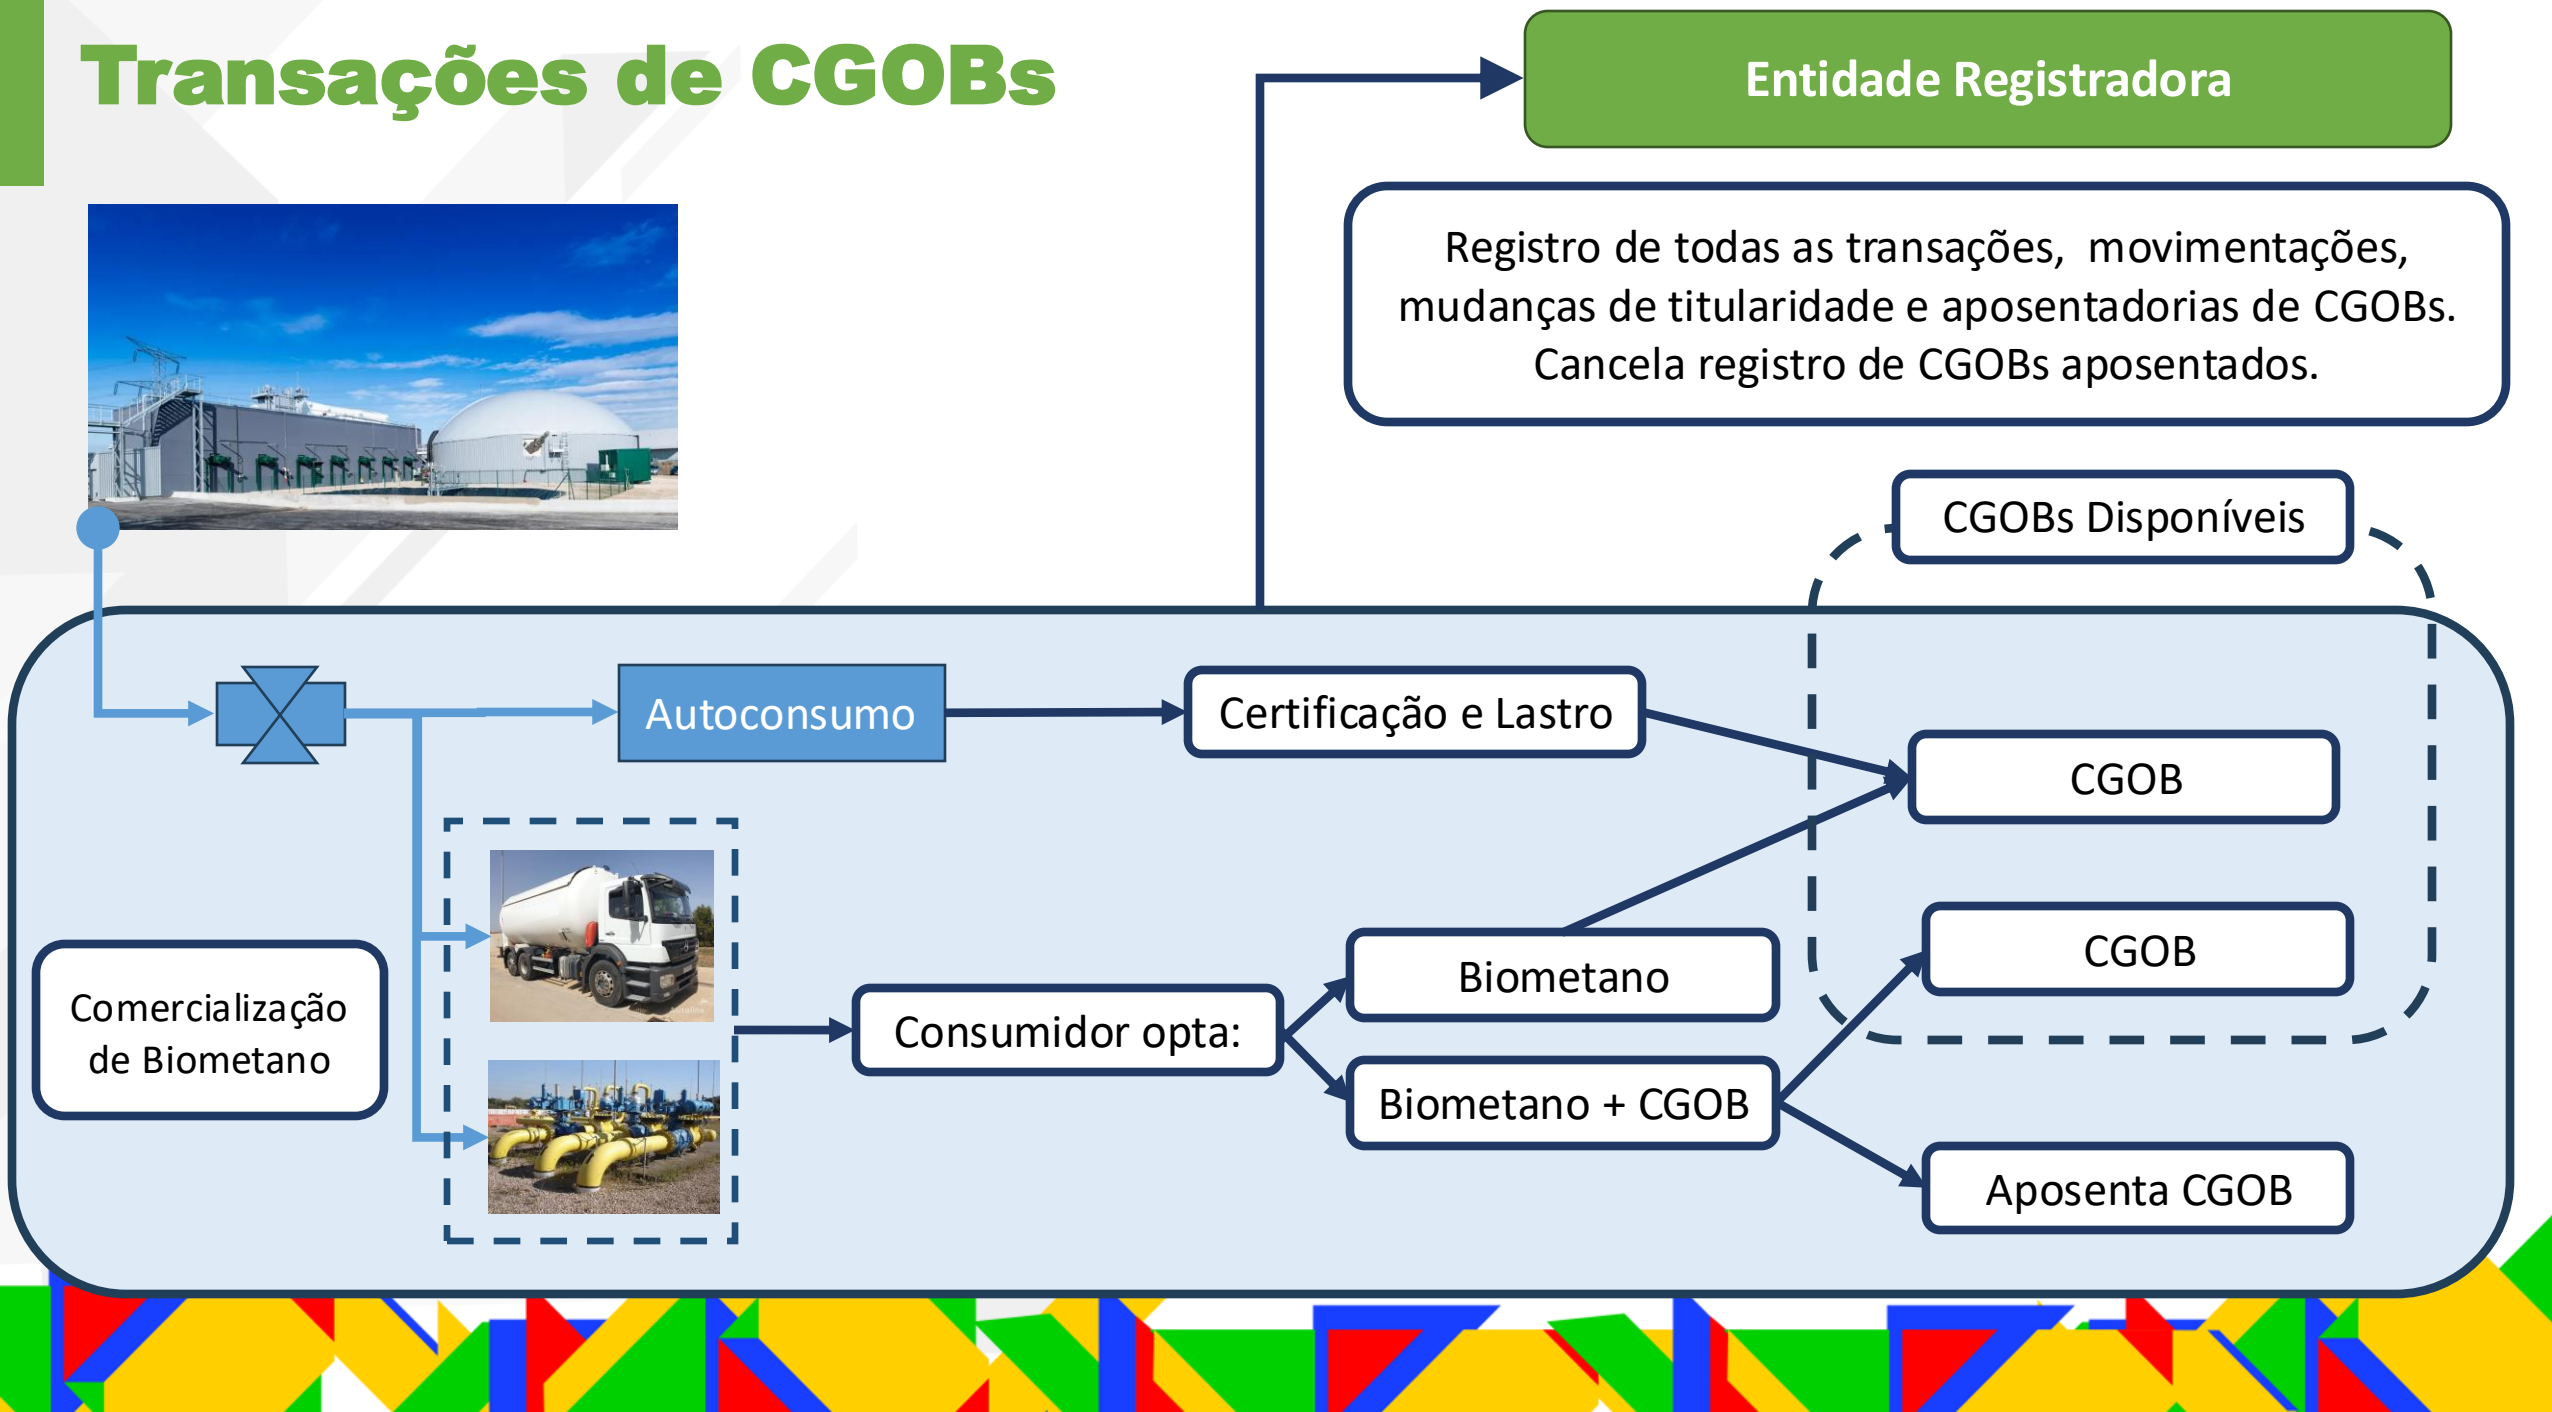 Transações de CGOBs
Entidade Registradora
Registro de todas as transações, movimentações,
mudanças de titularidade e aposentadorias de CGOBs.
Cancela registro de CGOBs aposentados.
CGOBs Disponíveis
Autoconsumo
Certificação e Lastro
CGOB
Comercialização
de Biometano
Consumidor opta:
Biometano
CGOB
Biometano + CGOB
Aposenta CGOB